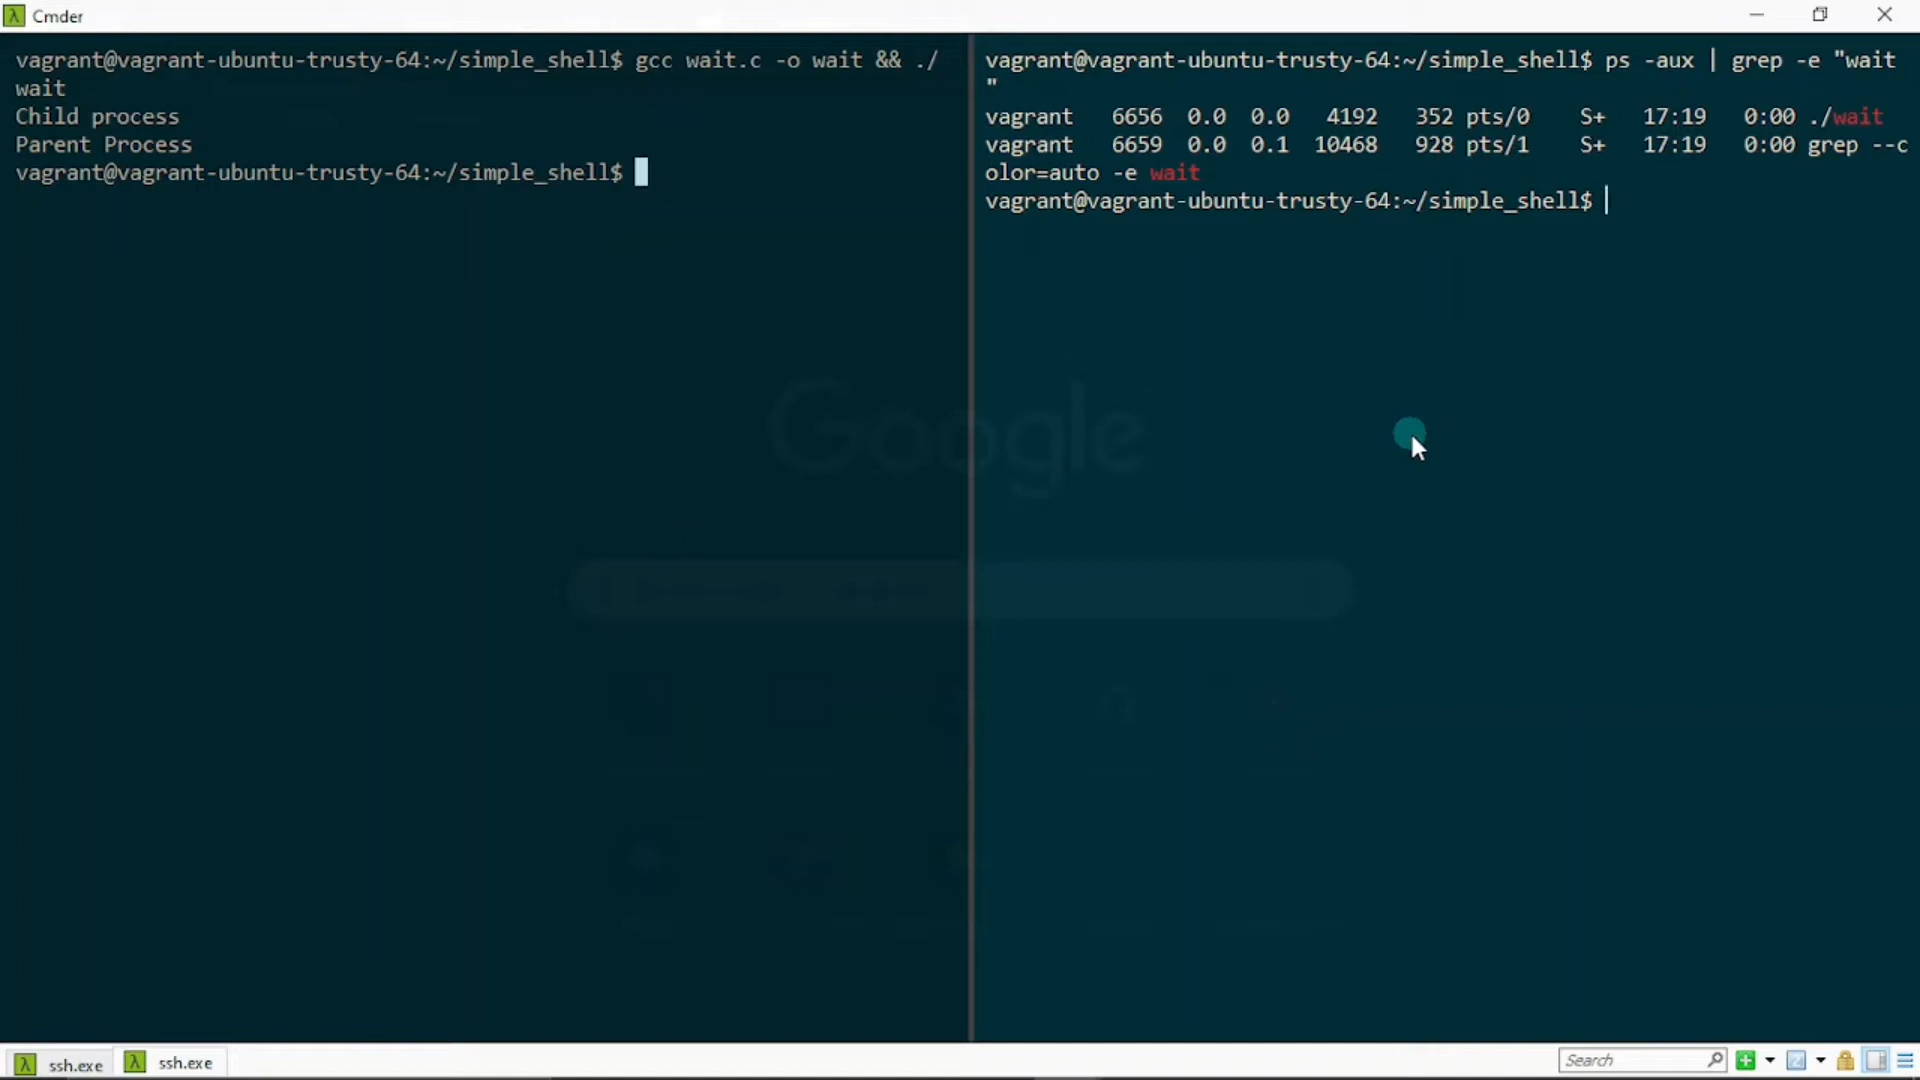 Cmder
vagrant@vagrant-ubuntu-trusty-64:~/simple_shell$ gcc wait.c -o wait && ./
wait
Child process
Parent Process
vagrant@vagrant-ubuntu-trusty-64:~/simple_shell$
vagrant@vagrant-ubuntu-trusty-64:~/simple_shell$ ps -aux | grep -e "wait
"
vagrant 6656 0.0 0.0 4192 352 pts/0 S+ 17:19 0:00 ./wait
vagrant 6659 0.0 0.1 10468 928 pts/1 S+ 17:19 0:00 grep --c
olor=auto -e wait
vagrant@vagrant-ubuntu-trusty-64:~/simple_shell$
Google
ssh.exe
ssh.exe
Search